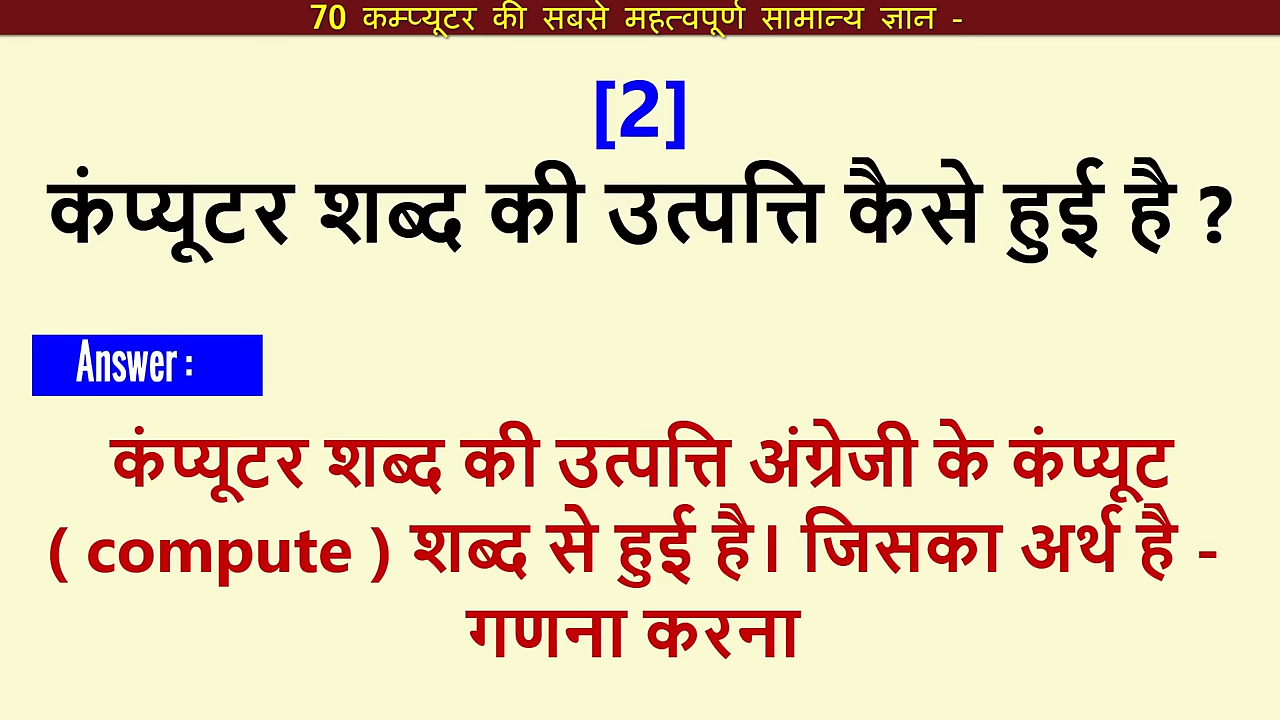 70 कम्प्यूटर की सबसे महत्वपूर्ण सामान्य ज्ञान -
[2]
कंप्यूटर शब्द की उत्पत्ति कैसे हुई है ?
Answer :
कंप्यूटर शब्द की उत्पत्ति अंग्रेजी के कंप्यूट
( compute ) शब्द से हुई है। जिसका अर्थ है -
गणना करना